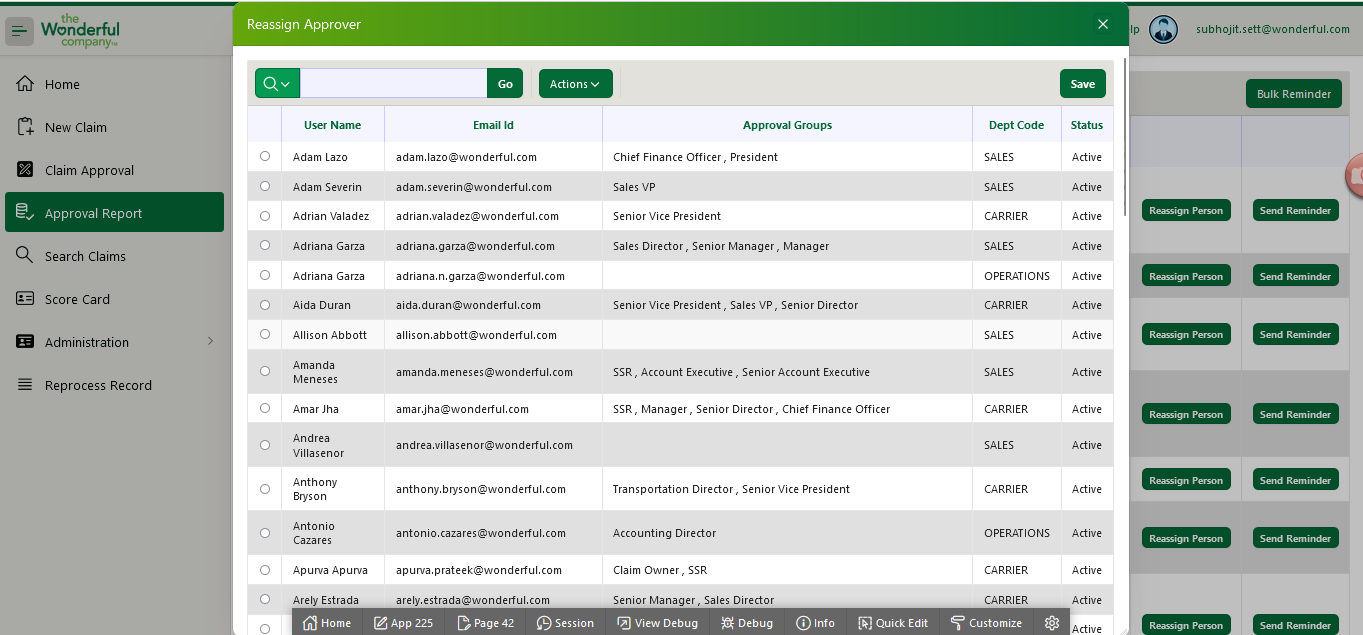 the
Wonderful
company™
Reassign Approver
lp
subhojit.sett@wonderful.com
Home
New Claim
Claim Approval
Approval Report
Search Claims
Score Card
Administration
Reprocess Record
Go
Actions
Save
Bulk Reminder
User Name Email Id Approval Groups Dept Code Status
Adam Lazo adam.lazo@wonderful.com Chief Finance Officer , President SALES Active
Adam Severin adam.severin@wonderful.com Sales VP SALES Active
Adrian Valadez adrian.valadez@wonderful.com Senior Vice President CARRIER Active
Reassign Person Send Reminder
Adriana Garza adriana.garza@wonderful.com Sales Director , Senior Manager , Manager SALES Active
Adriana Garza adriana.n.garza@wonderful.com OPERATIONS Active
Reassign Person Send Reminder
Aida Duran aida.duran@wonderful.com Senior Vice President , Sales VP , Senior Director CARRIER Active
Allison Abbott allison.abbott@wonderful.com SALES Active
Reassign Person Send Reminder
Amanda
Meneses amanda.meneses@wonderful.com SSR , Account Executive , Senior Account Executive SALES Active
Amar Jha amar.jha@wonderful.com SSR , Manager , Senior Director , Chief Finance Officer CARRIER Active
Reassign Person Send Reminder
Andrea
Villasenor andrea.villasenor@wonderful.com SALES Active
Anthony
Bryson anthony.bryson@wonderful.com Transportation Director , Senior Vice President CARRIER Active
Reassign Person Send Reminder
Antonio
Cazares antonio.cazares@wonderful.com Accounting Director OPERATIONS Active
Reassign Person Send Reminder
Apurva Apurva apurva.prateek@wonderful.com Claim Owner , SSR CARRIER Active
Arely Estrada arely.estrada@wonderful.com Senior Manager , Sales Director CARRIER Active
Active
Reassign Person Send Reminder
Home App 225 Page 42 Session View Debug Debug Info Quick Edit Customize